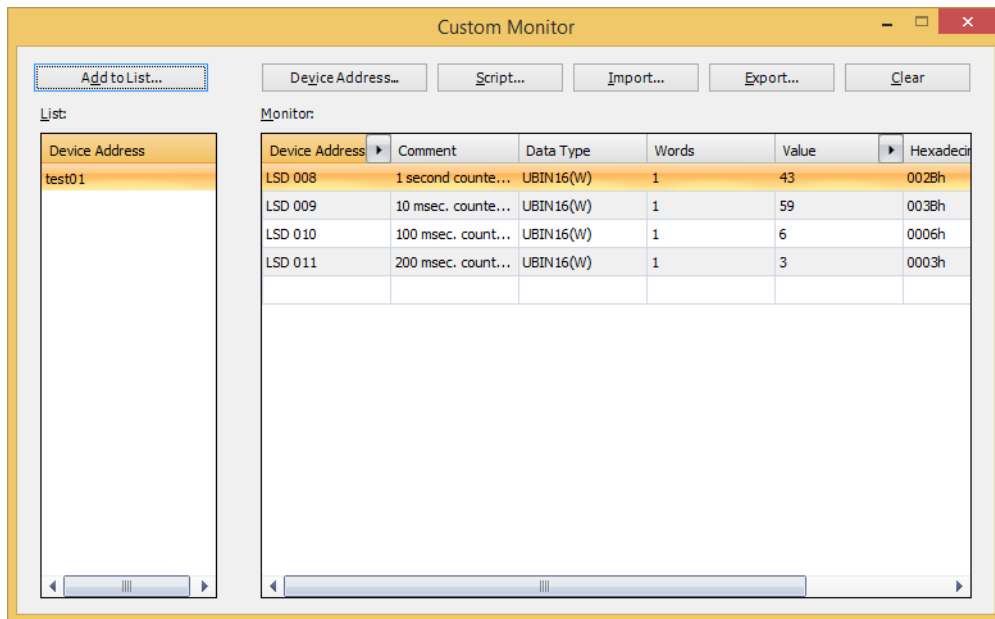 Custom Monitor
Add to List... Device Address... Script... Import... Export... Clear
List: Monitor:
Device Address Device Address Comment Data Type Words Value Hexadecir
test01 LSD 008 1 second counte... UBIN16(W) 1 43 002Bh
LSD 009 10 msec. counte... UBIN16(W) 1 59 003Bh
LSD 010 100 msec. count... UBIN16(W) 1 6 0006h
LSD 011 200 msec. count... UBIN16(W) 1 3 0003h